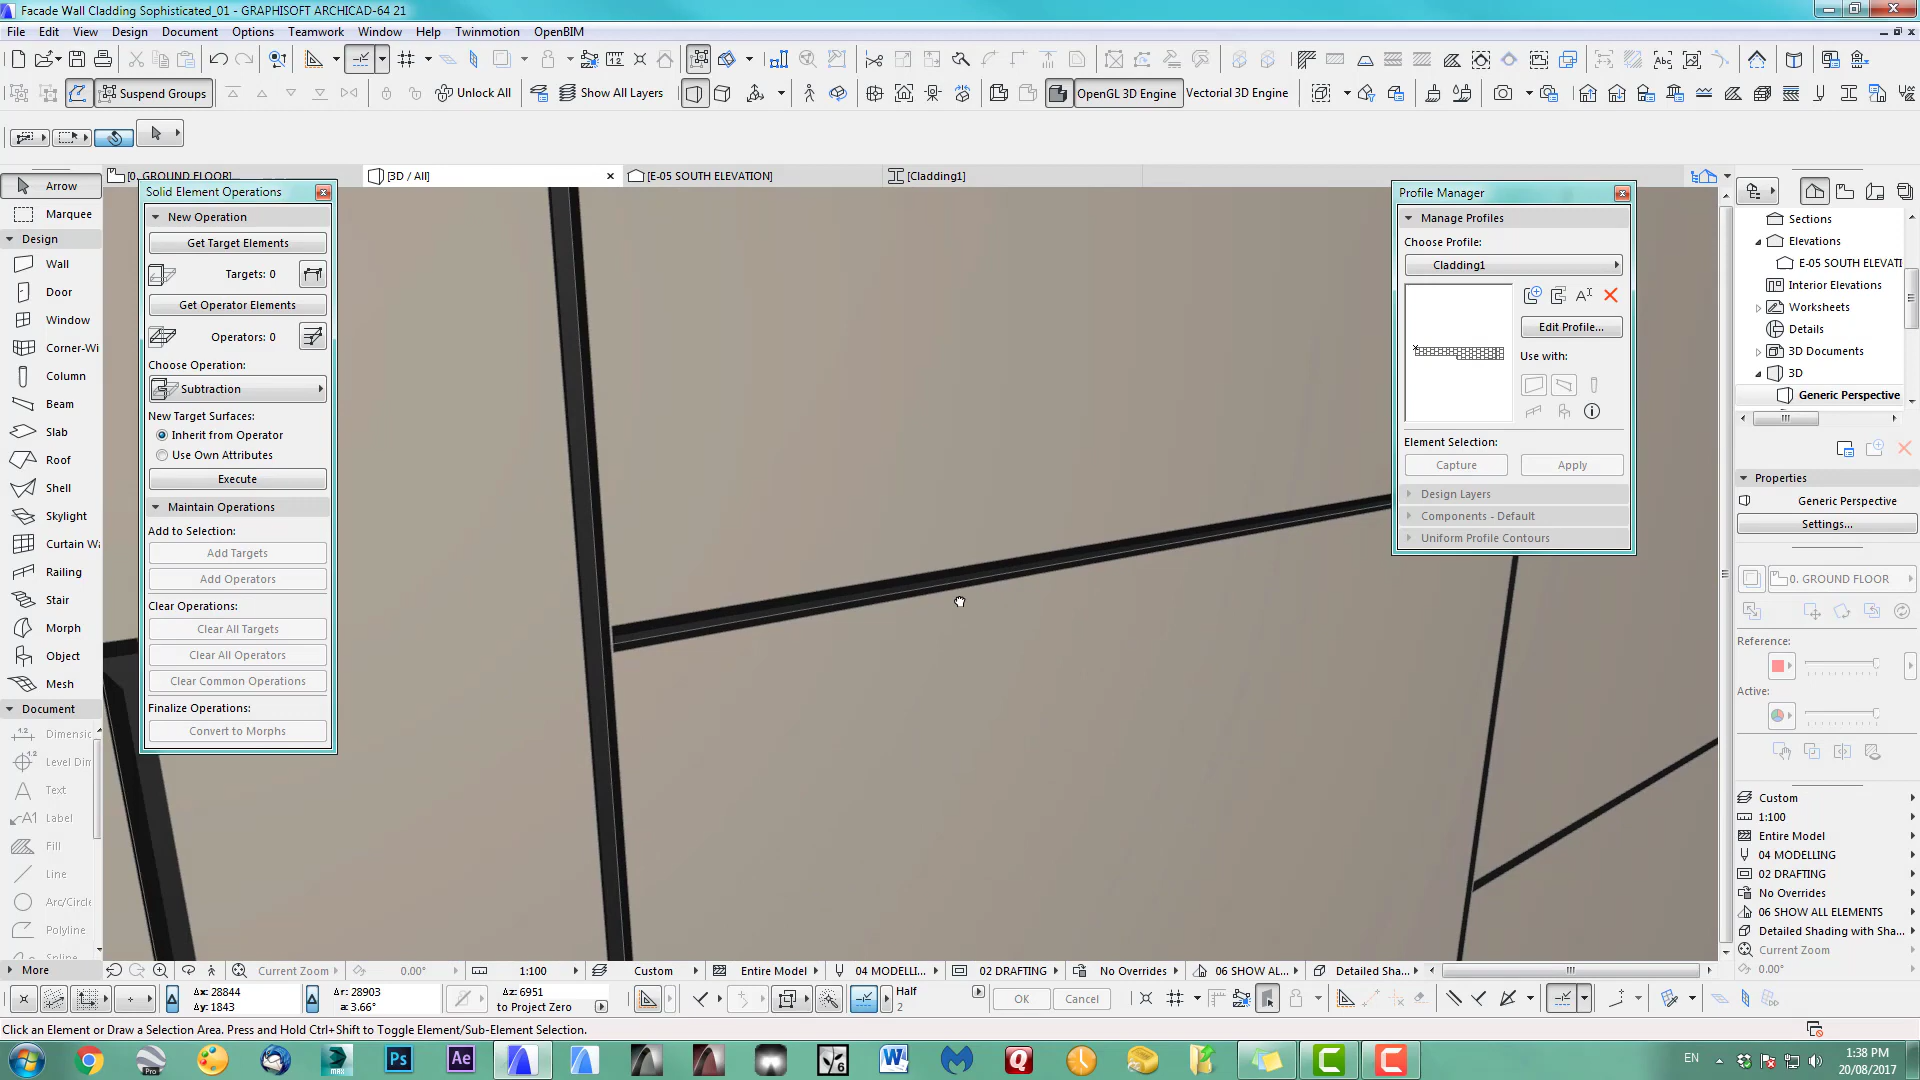 Facade Wall Cladding Sophisticated_01 - GRAPHISOFT ARCHICAD-64 21
File Edit View Design Document Options Teamwork Window Help Twinmotion OpenBIM
Suspend Groups Unlock All Show All Layers OpenGL 3D Engine Vectorial 3D Engine
[0. GROUND FLOOR] [3D / All] [E-05 SOUTH ELEVATION] [Cladding1]
Arrow
Marquee
Design
Wall
Door
Window
Corner-Wi
Column
Beam
Slab
Roof
Shell
Skylight
Curtain Wa
Railing
Stair
Morph
Object
Mesh
Document
Dimensic
Level Din
Text
Label
Fill
Line
Arc/Circle
Polyline
Spline
More
Solid Element Operations
New Operation
Get Target Elements
Targets: 0
Get Operator Elements
Operators: 0
Choose Operation:
Subtraction
New Target Surfaces:
Inherit from Operator
Use Own Attributes
Execute
Maintain Operations
Add to Selection:
Add Targets
Add Operators
Clear Operations:
Clear All Targets
Clear All Operators
Clear Common Operations
Finalize Operations:
Convert to Morphs
Profile Manager
Manage Profiles
Choose Profile:
Cladding1
Edit Profile...
Use with:
Element Selection:
Capture Apply
Design Layers
Components - Default
Uniform Profile Contours
Sections
Elevations
E-05 SOUTH ELEVATI
Interior Elevations
Worksheets
Details
3D Documents
3D
Generic Perspective
Properties
Generic Perspective
Settings...
0. GROUND FLOOR
Reference:
Active:
Custom
1:100
Entire Model
04 MODELLING
02 DRAFTING
No Overrides
06 SHOW ALL ELEMENTS
Detailed Shading with Sha...
Current Zoom
0.00°
Current Zoom 0.00° 1:100 Custom Entire Model 04 MODELLI... 02 DRAFTING No Overrides 06 SHOW AL... Detailed Sha...
Δx: 28844 Δr: 28903 Δz: 6951 Half
Δy: 1843 a: 3.66° to Project Zero 2 OK Cancel
Click an Element or Draw a Selection Area. Press and Hold Ctrl+Shift to Toggle Element/Sub-Element Selection.
EN 1:38 PM
20/08/2017